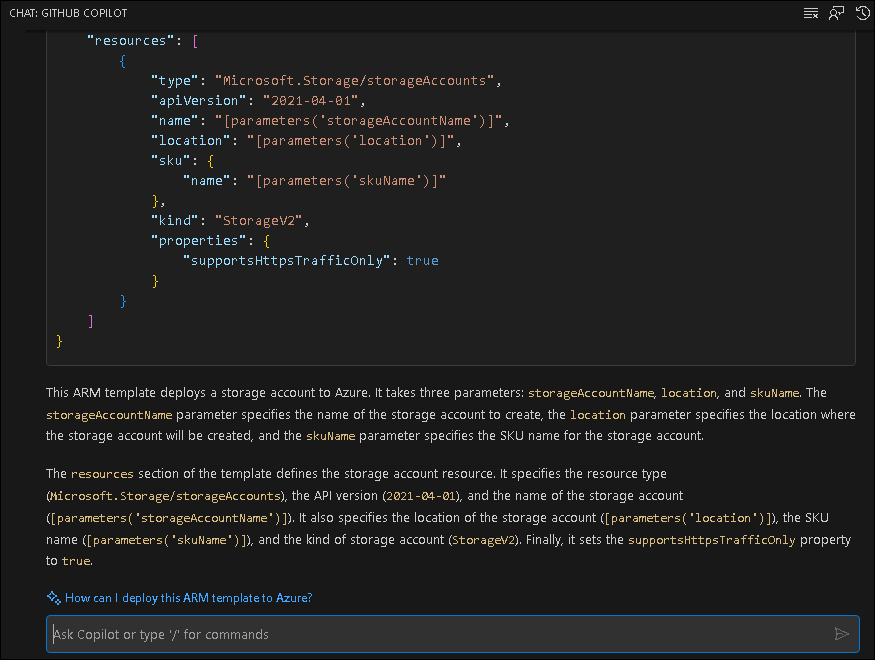 CHAT: GITHUB COPILOT
"resources": [
{
"type": "Microsoft.Storage/storageAccounts",
"apiVersion": "2021-04-01",
"name": "[parameters('storageAccountName')]",
"location": "[parameters('location')]",
"sku": {
"name": "[parameters('skuName')]"
},
"kind": "StorageV2",
"properties": {
"supportsHttpsTrafficOnly": true
}
}
]
}
This ARM template deploys a storage account to Azure. It takes three parameters: storageAccountName, location, and skuName. The
storageAccountName parameter specifies the name of the storage account to create, the location parameter specifies the location where
the storage account will be created, and the skuName parameter specifies the SKU name for the storage account.
The resources section of the template defines the storage account resource. It specifies the resource type
(Microsoft.Storage/storageAccounts), the API version (2021-04-01), and the name of the storage account
([parameters('storageAccountName')]). It also specifies the location of the storage account ([parameters('location')]), the SKU
name ([parameters('skuName')]), and the kind of storage account (StorageV2). Finally, it sets the supportsHttpsTrafficOnly property
to true.
How can I deploy this ARM template to Azure?
Ask Copilot or type '/' for commands